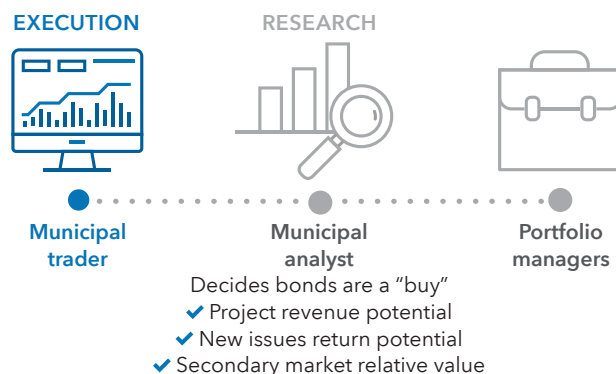 EXECUTION
RESEARCH
Municipal
trader
Municipal
analyst
Portfolio
managers
Decides bonds are a “buy”
✔ Project revenue potential
✔ New issues return potential
✔ Secondary market relative value